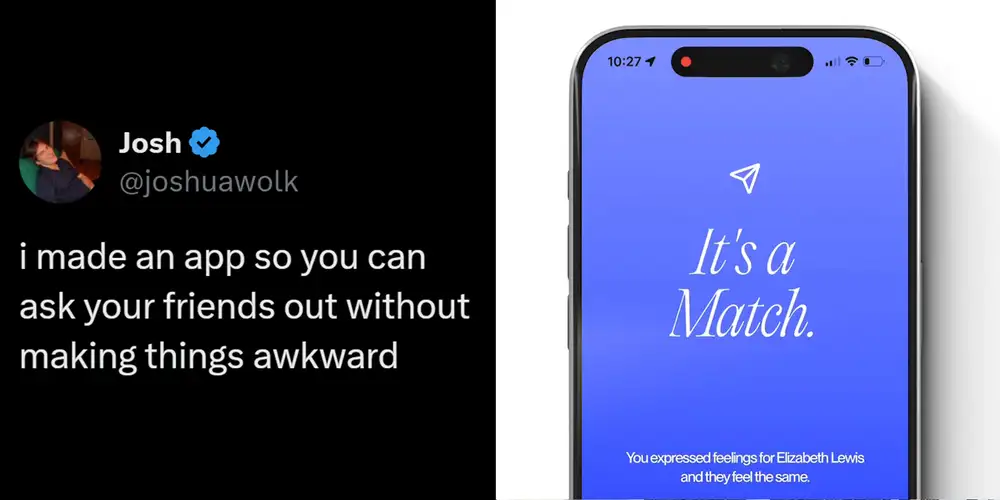 Josh
@joshuawolk
i made an app so you can
ask your friends out without
making things awkward
10:27
It's a
Match.
You expressed feelings for Elizabeth Lewis
and they feel the same.